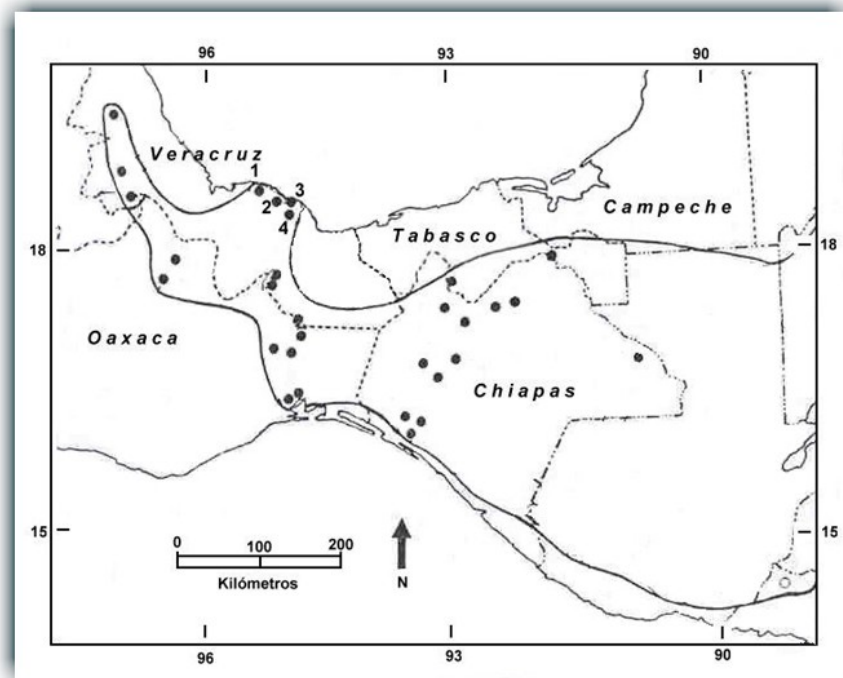 96 93 90
Veracruz
1 3
2
4
Campeche
Tabasco
18 18
Oaxaca
Chiapas
15 15
0 100 200
Kilómetros
N
96 93 90